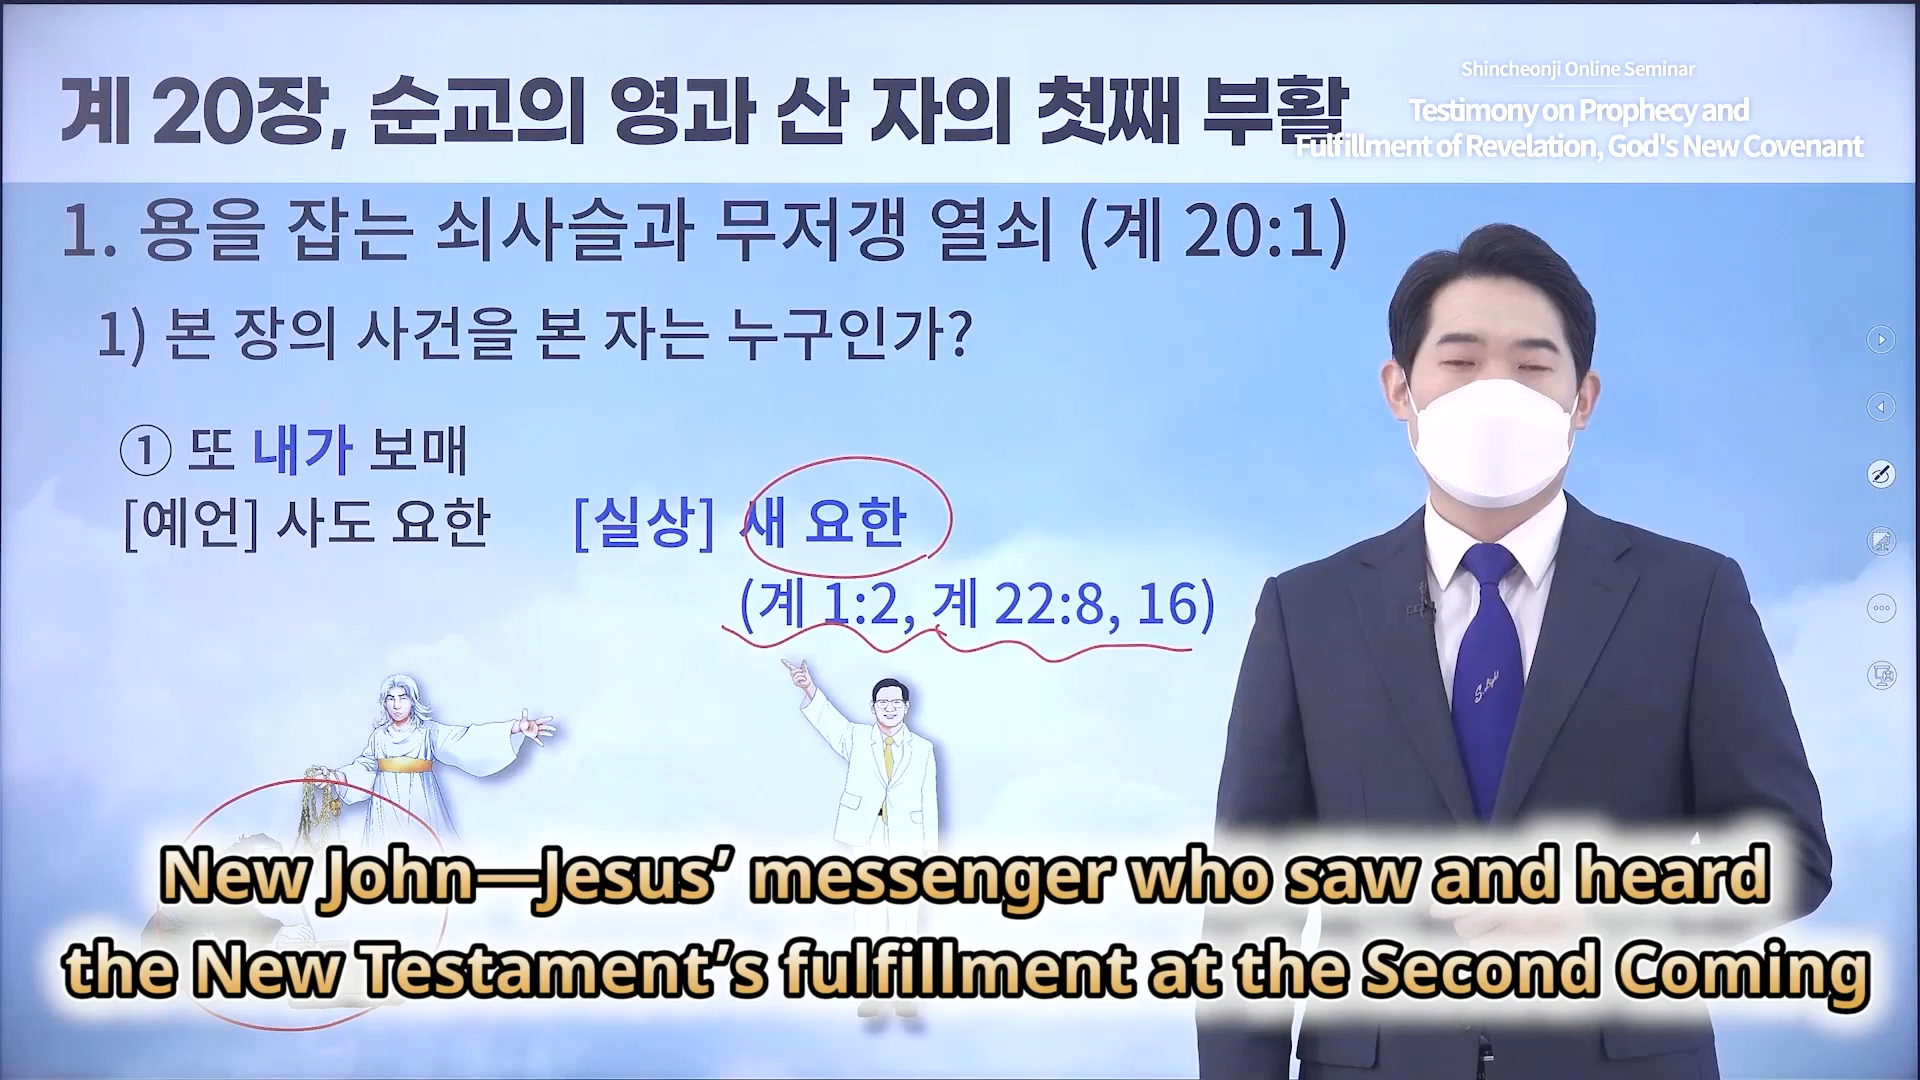 계 20장, 순교의 영과 산 자의 첫째 부활
Shincheonji Online Seminar
Testimony on Prophecy and
Fulfillment of Revelation, God's New Covenant
1. 용을 잡는 쇠사슬과 무저갱 열쇠 (계 20:1)
1) 본 장의 사건을 본 자는 누구인가?
① 또 내가 보매
[예언] 사도 요한 [실상] 새 요한
(계 1:2, 계 22:8, 16)
New John—Jesus’ messenger who saw and heard
the New Testament’s fulfillment at the Second Coming